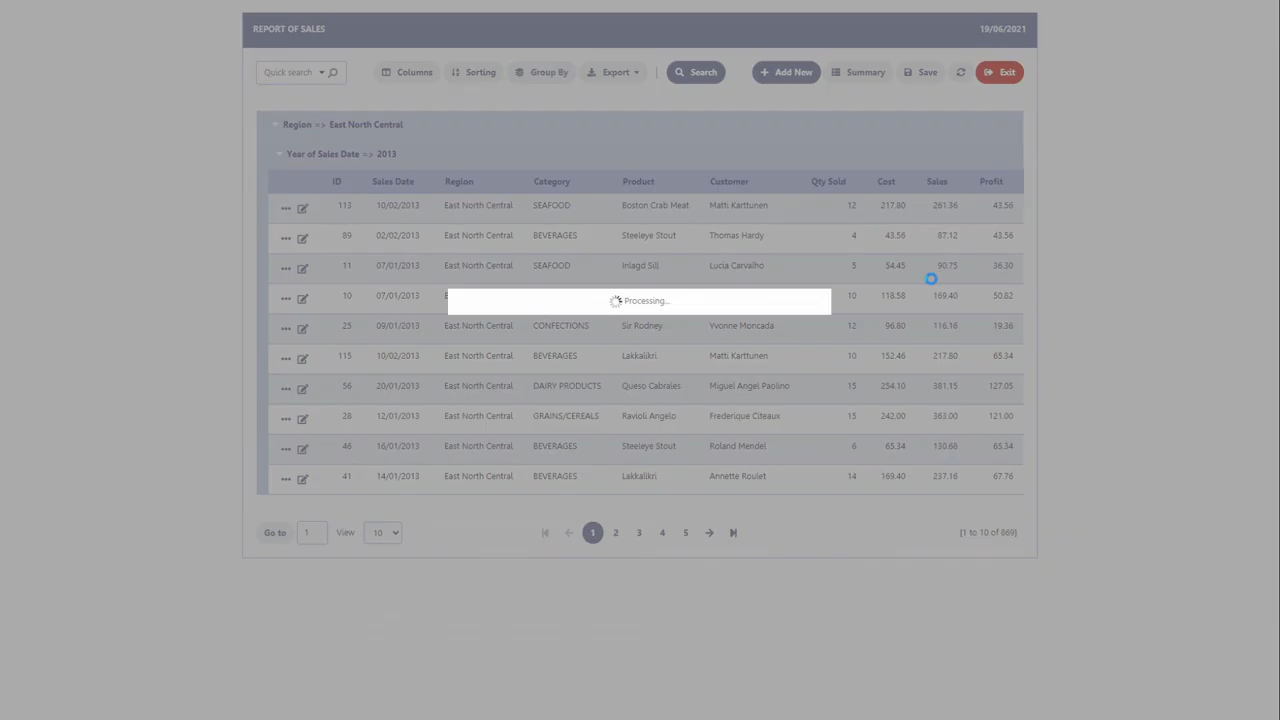 REPORT OF SALES 19/06/2021
Quick search Columns Sorting Group By Export | Search Add New Summary Save Exit
Region => East North Central
Year of Sales Date => 2013
ID Sales Date Region Category Product Customer Qty Sold Cost Sales Profit
113 10/02/2013 East North Central SEAFOOD Boston Crab Meat Matti Karttunen 12 217.80 261.36 43.56
89 02/02/2013 East North Central BEVERAGES Steeleye Stout Thomas Hardy 4 43.56 87.12 43.56
11 07/01/2013 East North Central SEAFOOD Inlagd Sill Lucia Carvalho 5 54.45 90.75 36.30
10 07/01/2013 10 118.58 169.40 50.82
Processing...
25 09/01/2013 East North Central CONFECTIONS Sir Rodney Yvonne Moncada 12 96.80 116.16 19.36
115 10/02/2013 East North Central BEVERAGES Lakkalikri Matti Karttunen 10 152.46 217.80 65.34
56 20/01/2013 East North Central DAIRY PRODUCTS Queso Cabrales Miguel Angel Paolino 15 254.10 381.15 127.05
28 12/01/2013 East North Central GRAINS/CEREALS Ravioli Angelo Frederique Citeaux 15 242.00 363.00 121.00
46 16/01/2013 East North Central BEVERAGES Steeleye Stout Roland Mendel 6 65.34 130.68 65.34
41 14/01/2013 East North Central BEVERAGES Lakkalikri Annette Roulet 14 169.40 237.16 67.76
Go to 1 View 10 1 2 3 4 5 [1 to 10 of 869]